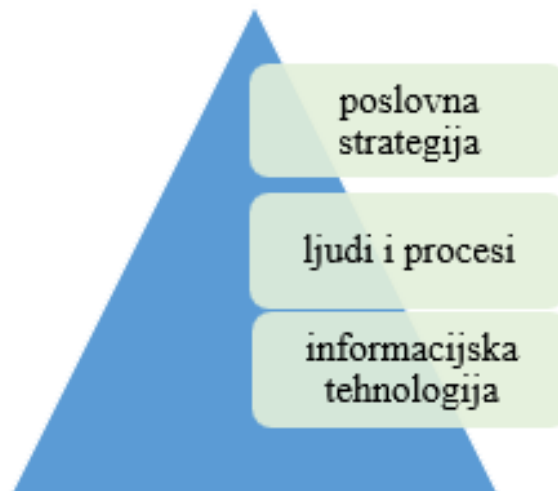 poslovna
strategija
ljudi i procesi
informacijska
tehnologija